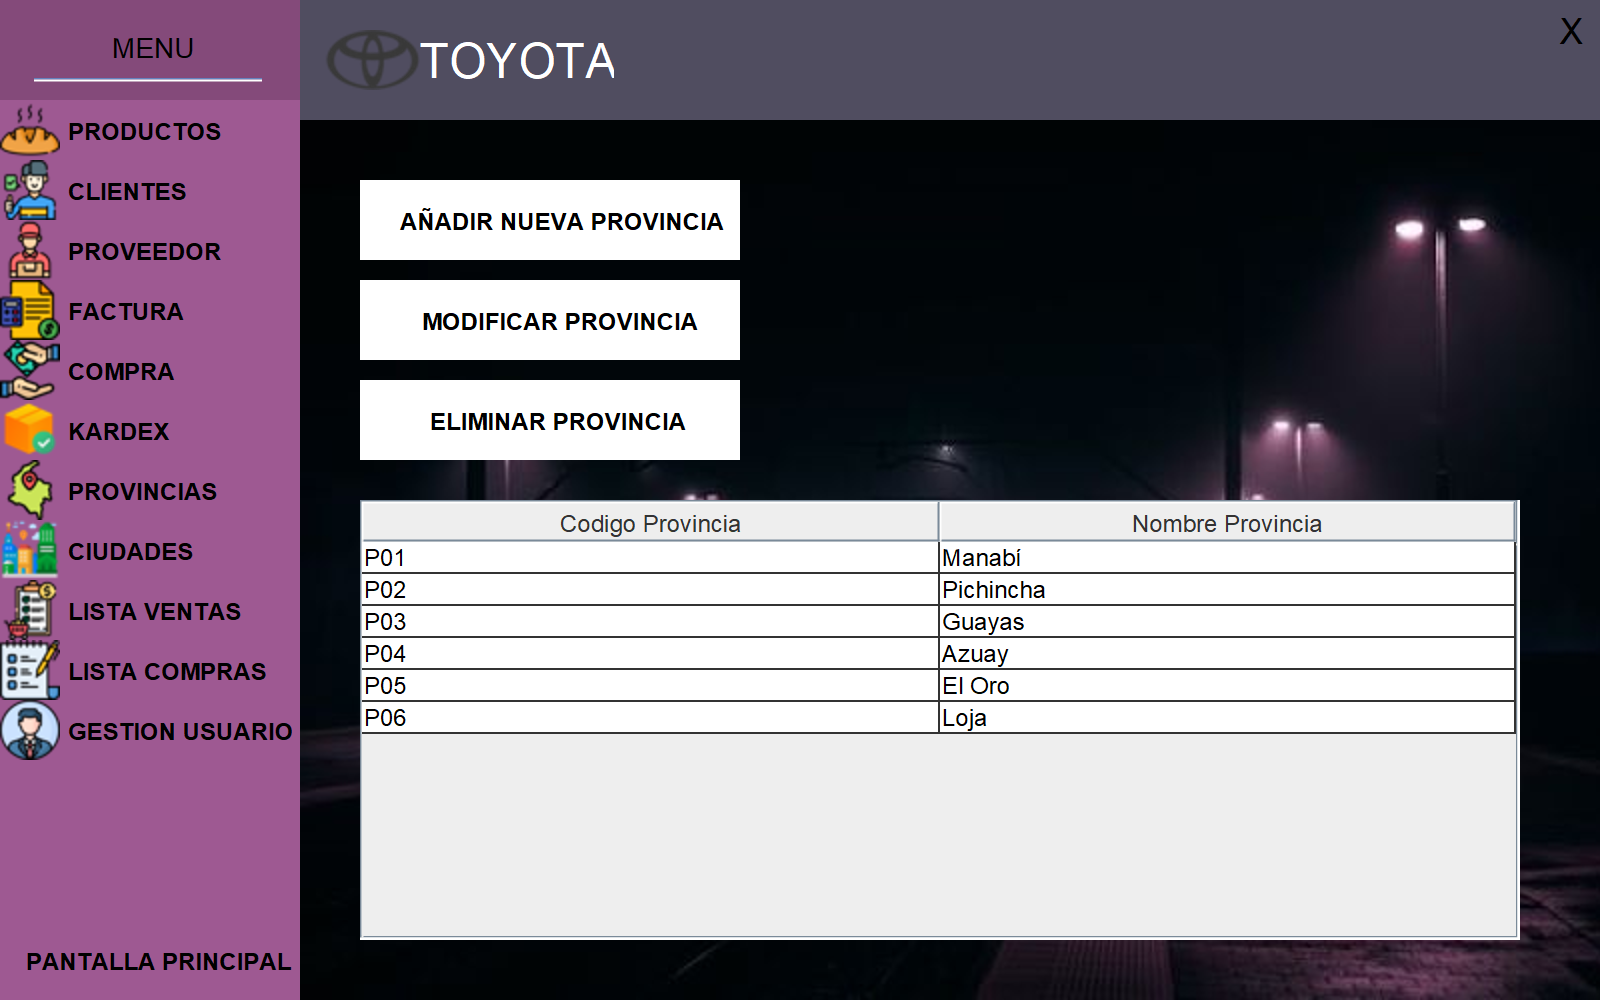 MENU
TOYOTA
X
PRODUCTOS
CLIENTES
PROVEEDOR
FACTURA
COMPRA
KARDEX
PROVINCIAS
CIUDADES
LISTA VENTAS
LISTA COMPRAS
GESTION USUARIO
PANTALLA PRINCIPAL
AÑADIR NUEVA PROVINCIA
MODIFICAR PROVINCIA
ELIMINAR PROVINCIA
Codigo Provincia Nombre Provincia
P01 Manabí
P02 Pichincha
P03 Guayas
P04 Azuay
P05 El Oro
P06 Loja